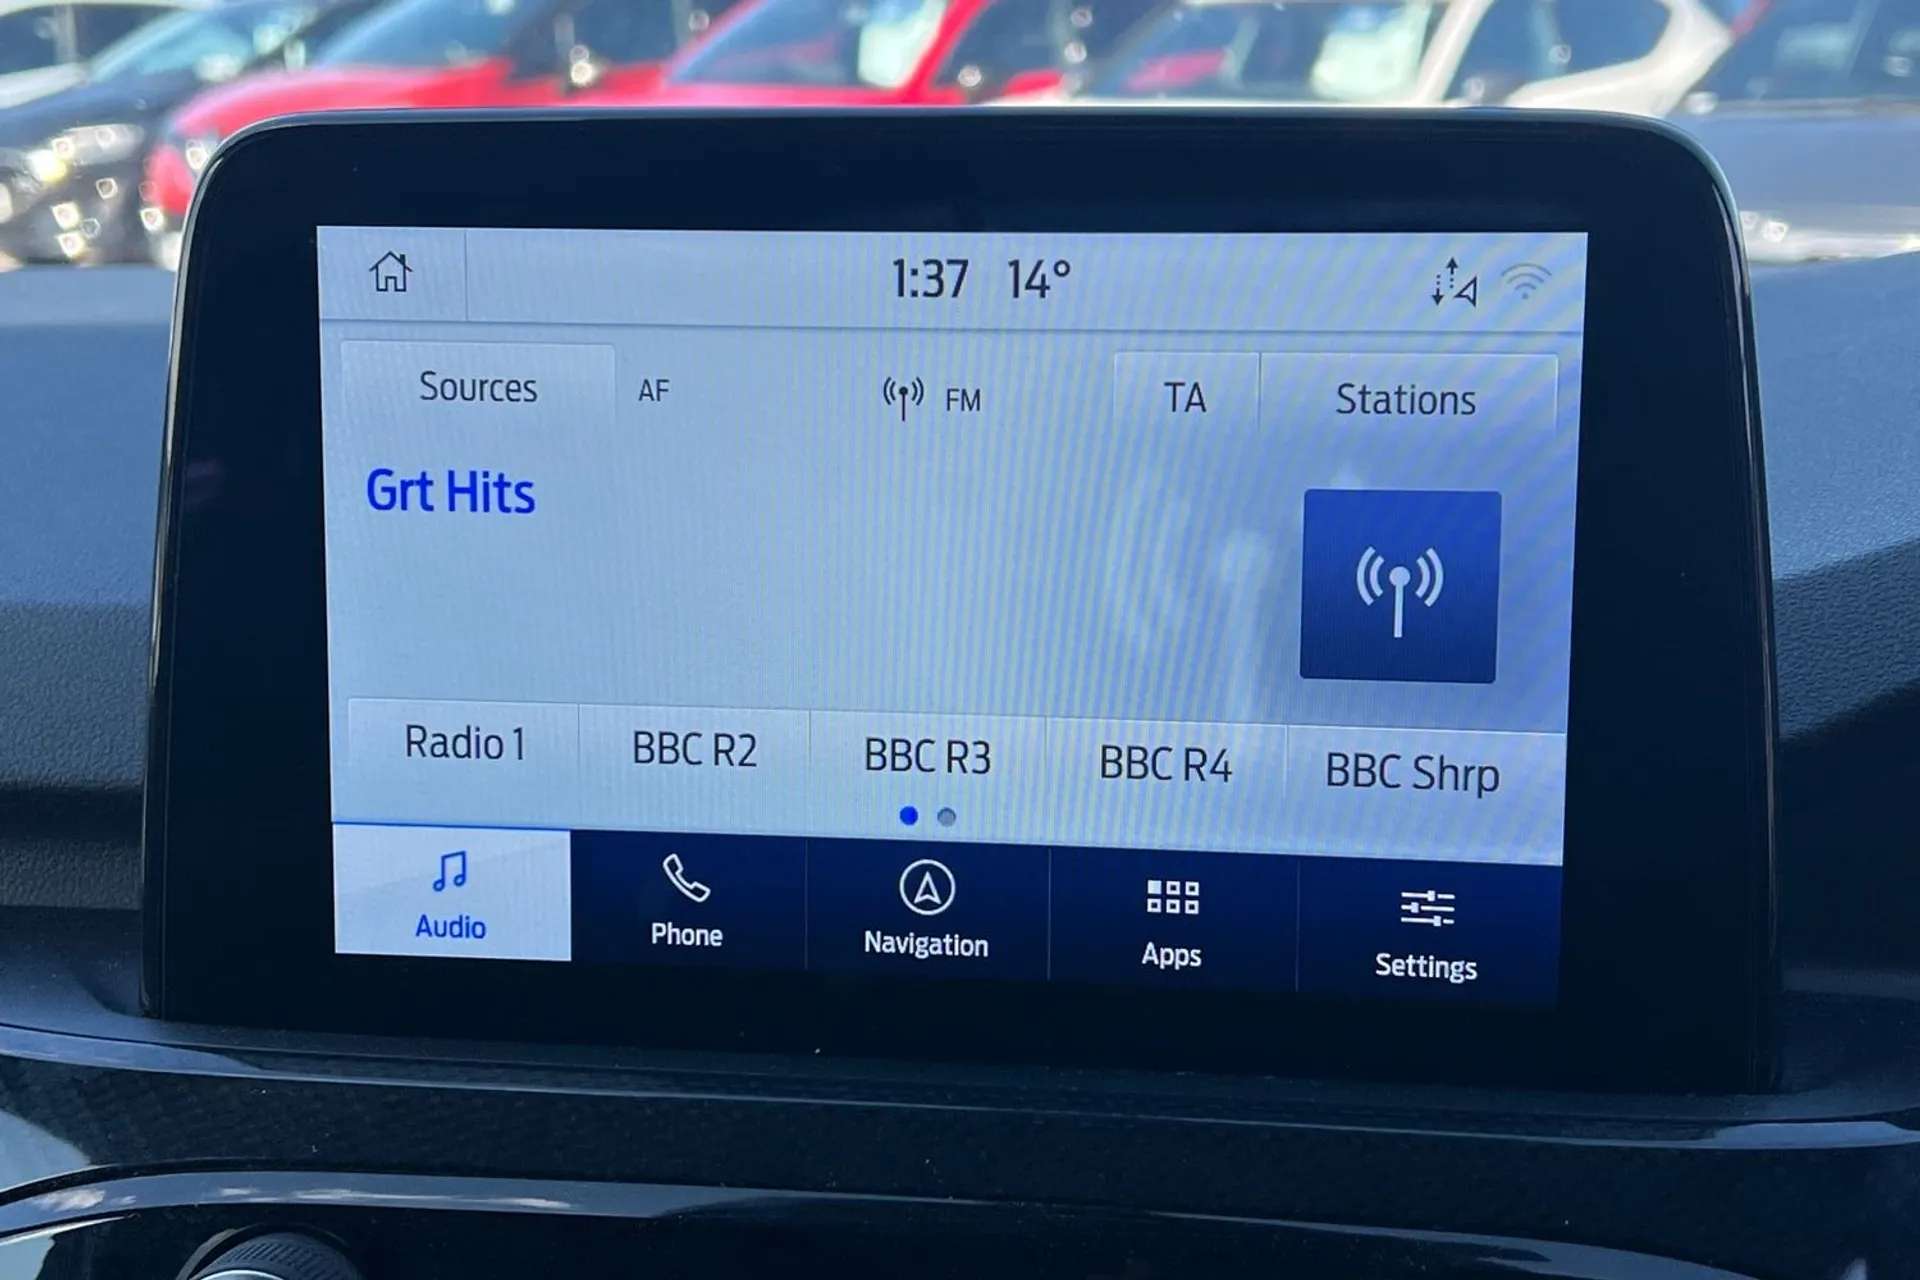 1:37 14°
Sources AF FM TA Stations
Grt Hits
Radio 1 BBC R2 BBC R3 BBC R4 BBC Shrp
Audio Phone Navigation Apps Settings